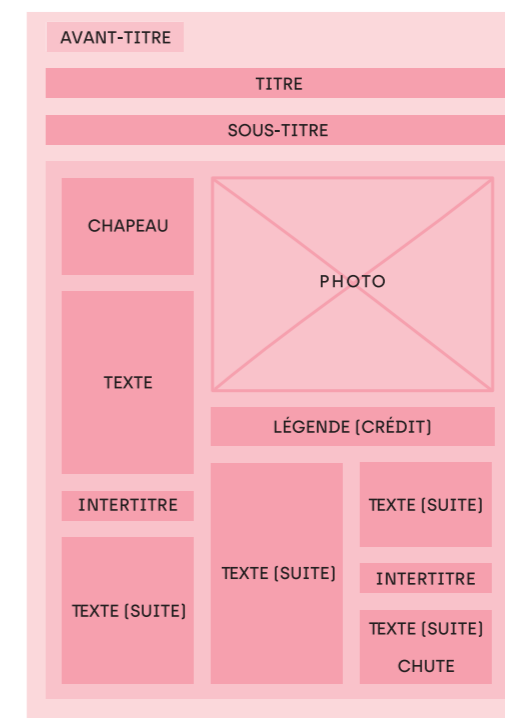 AVANT-TITRE
TITRE
SOUS-TITRE
CHAPEAU
TEXTE
INTERTITRE
TEXTE (SUITE)
PHOTO
LÉGENDE (CRÉDIT)
TEXTE (SUITE)
TEXTE (SUITE)
INTERTITRE
TEXTE (SUITE)
CHUTE